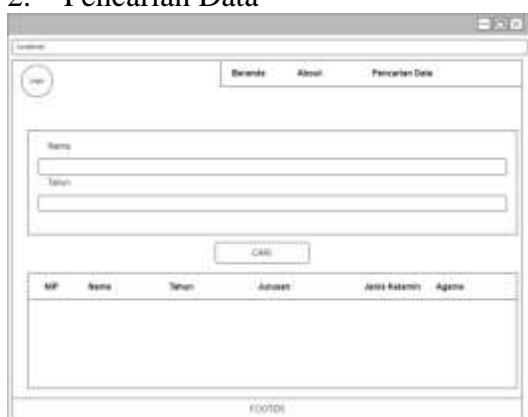 2. Pencarian Data
Logo
Beranda About Pencarian Data
Nama
Tahun
CARI
NIP Nama Tahun Jurusan Jenis Kelamin Agama
FOOTER